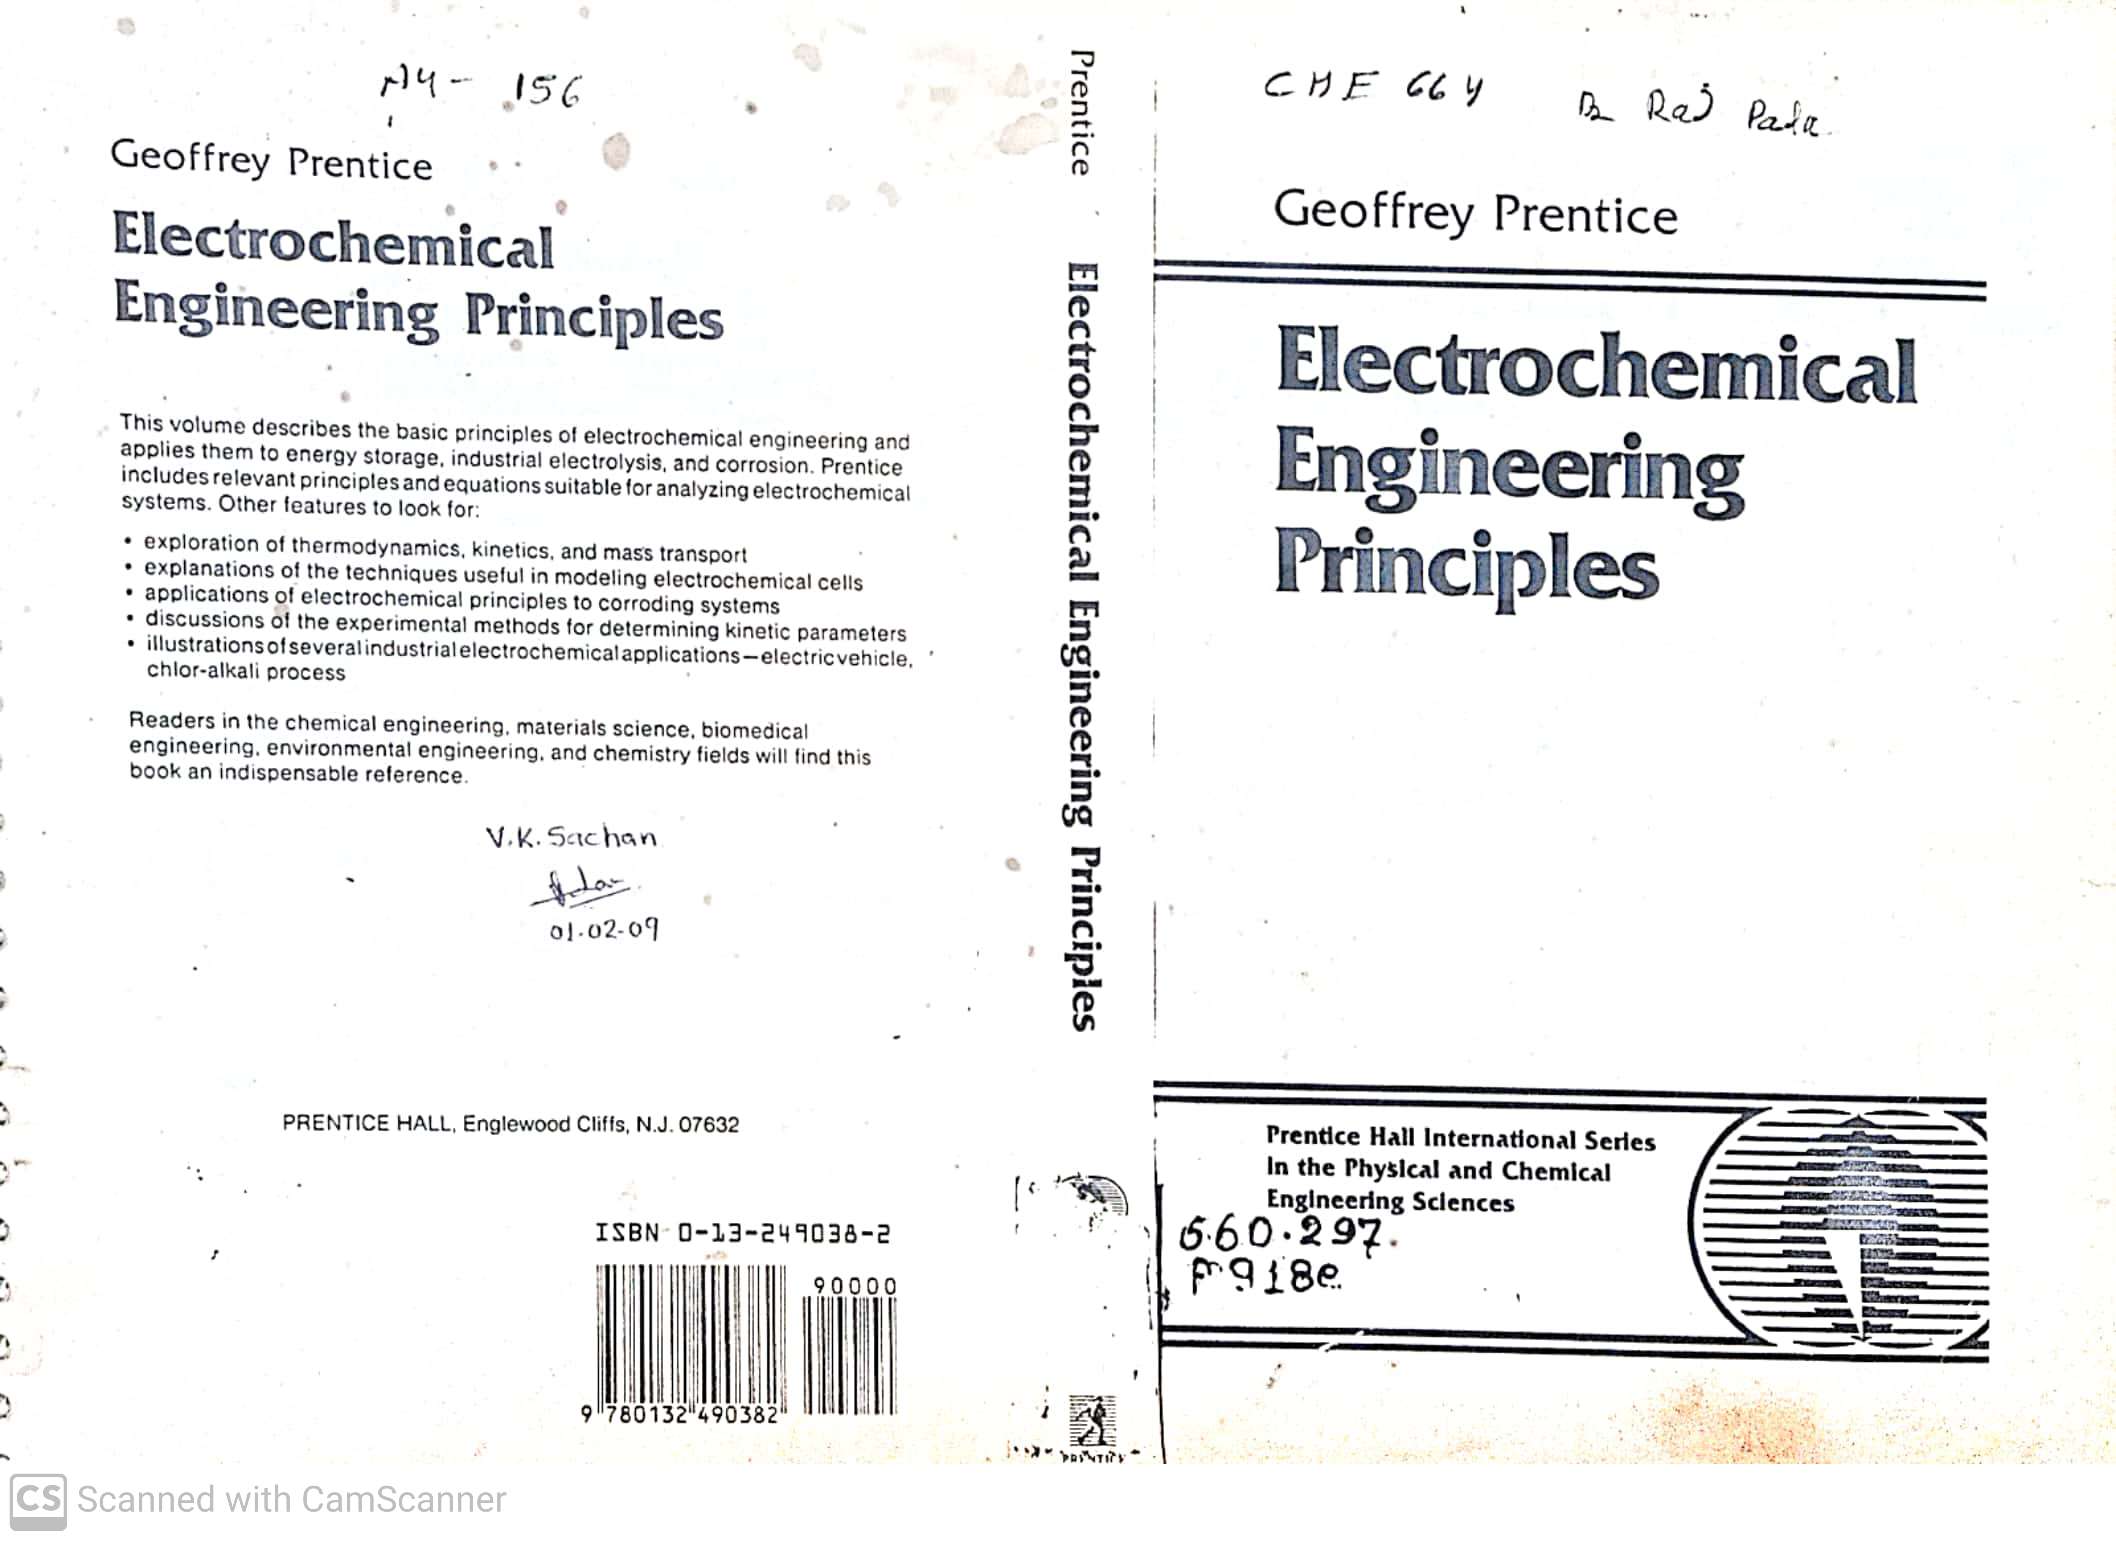 A4 - 156
Geoffrey Prentice
Electrochemical
Engineering Principles
This volume describes the basic principles of electrochemical engineering and
applies them to energy storage, industrial electrolysis, and corrosion. Prentice
includes relevant principles and equations suitable for analyzing electrochemical
systems. Other features to look for:
• exploration of thermodynamics, kinetics, and mass transport
• explanations of the techniques useful in modeling electrochemical cells
• applications of electrochemical principles to corroding systems
• discussions of the experimental methods for determining kinetic parameters
• illustrations of several industrial electrochemical applications—electric vehicle,
chlor-alkali process
Readers in the chemical engineering, materials science, biomedical
engineering, environmental engineering, and chemistry fields will find this
book an indispensable reference.
V.K. Sachan
01.02.09
PRENTICE HALL, Englewood Cliffs, N.J. 07632
ISBN 0-13-249038-2
90000
9 780132 490382
Prentice Electrochemical Engineering Principles
PRENTICE
CHE 664 Dr Raj Pala
Geoffrey Prentice
Electrochemical
Engineering
Principles
Prentice Hall International Series
in the Physical and Chemical
Engineering Sciences
660.297
P918e
CS Scanned with CamScanner